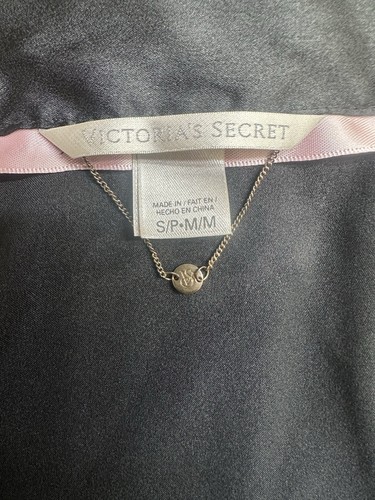 VICTORIA'S SECRET
MADE IN / FAIT EN /
HECHO EN CHINA
S/P•M/M